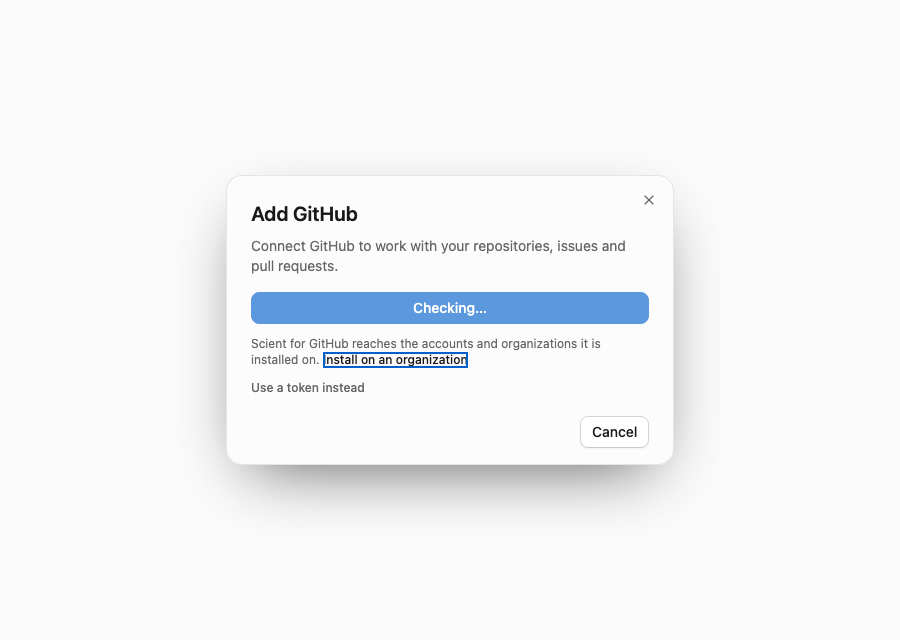 Add GitHub
Connect GitHub to work with your repositories, issues and
pull requests.
Checking...
Scient for GitHub reaches the accounts and organizations it is
installed on. Install on an organization
Use a token instead
Cancel